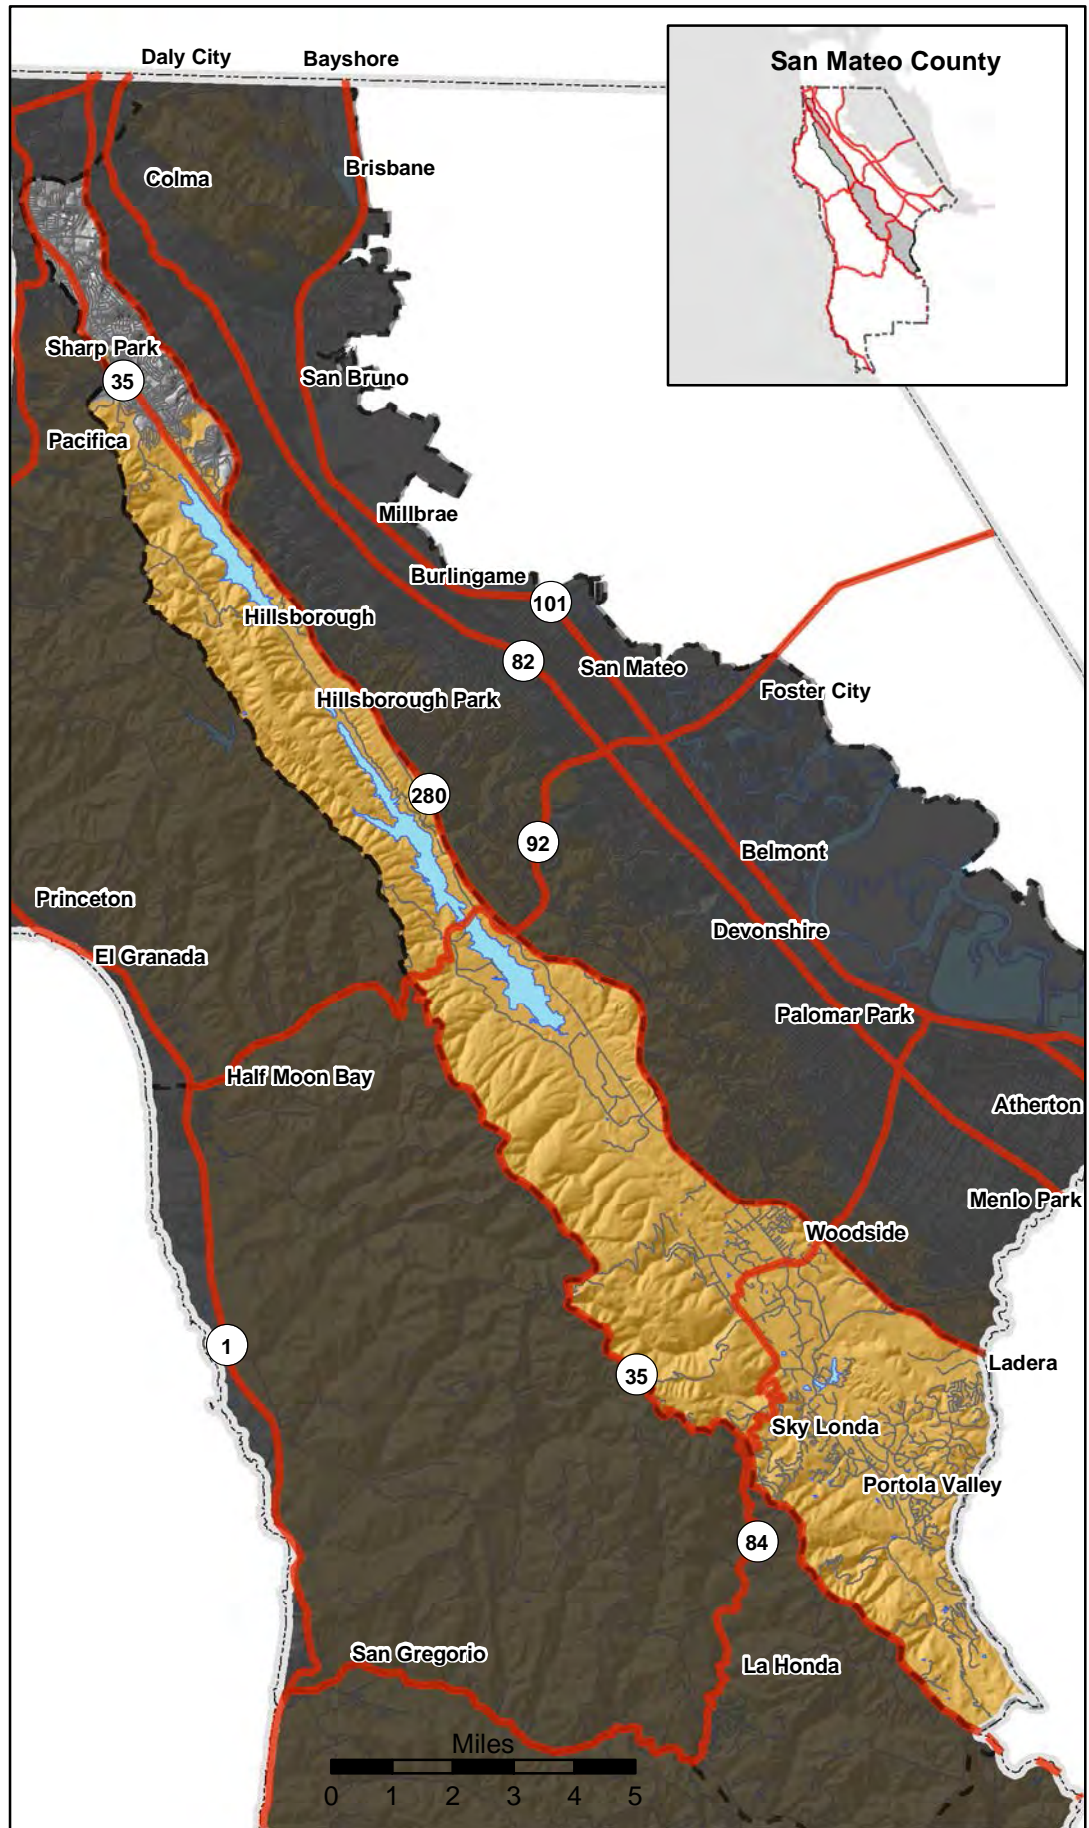 Daly City
Bayshore
San Mateo County
Colma
Brisbane
Sharp Park
35
San Bruno
Pacifica
Millbrae
Burlingame
101
Hillsborough
82
San Mateo
Foster City
Hillsborough Park
280
92
Belmont
Princeton
Devonshire
El Granada
Palomar Park
Half Moon Bay
Atherton
Menlo Park
Woodside
1
Ladera
35
Sky Londa
Portola Valley
84
San Gregorio
La Honda
Miles
0 1 2 3 4 5